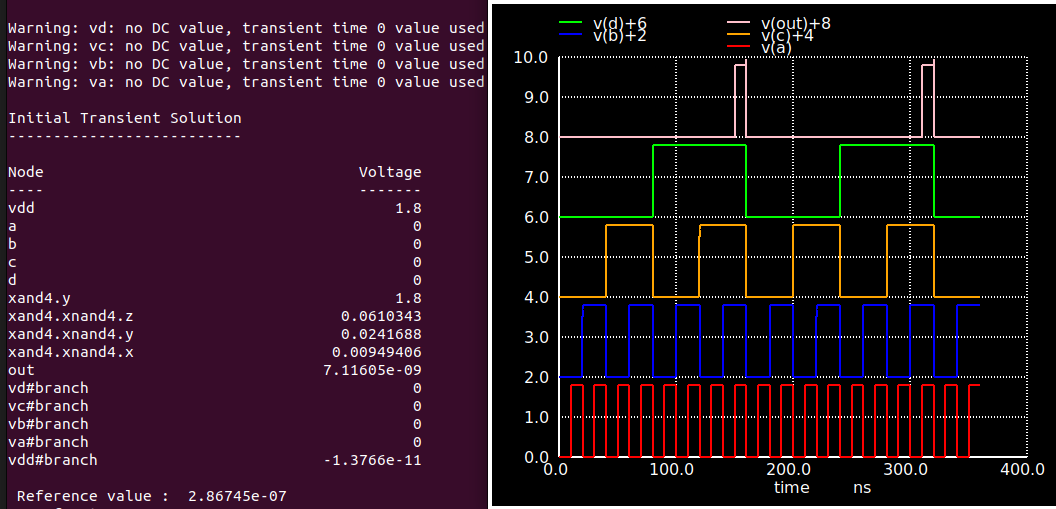 Warning: vd: no DC value, transient time 0 value used
Warning: vc: no DC value, transient time 0 value used
Warning: vb: no DC value, transient time 0 value used
Warning: va: no DC value, transient time 0 value used
Initial Transient Solution
--------------------------
Node Voltage
---- -------
vdd 1.8
a 0
b 0
c 0
d 0
xand4.y 1.8
xand4.xnand4.z 0.0610343
xand4.xnand4.y 0.0241688
xand4.xnand4.x 0.00949406
out 7.11605e-09
vd#branch 0
vc#branch 0
vb#branch 0
va#branch 0
vdd#branch -1.3766e-11
Reference value : 2.86745e-07
v(d)+6 v(out)+8
v(b)+2 v(c)+4
v(a)
10.0
9.0
8.0
7.0
6.0
5.0
4.0
3.0
2.0
1.0
0.0
0.0 100.0 200.0 300.0 400.0
time ns